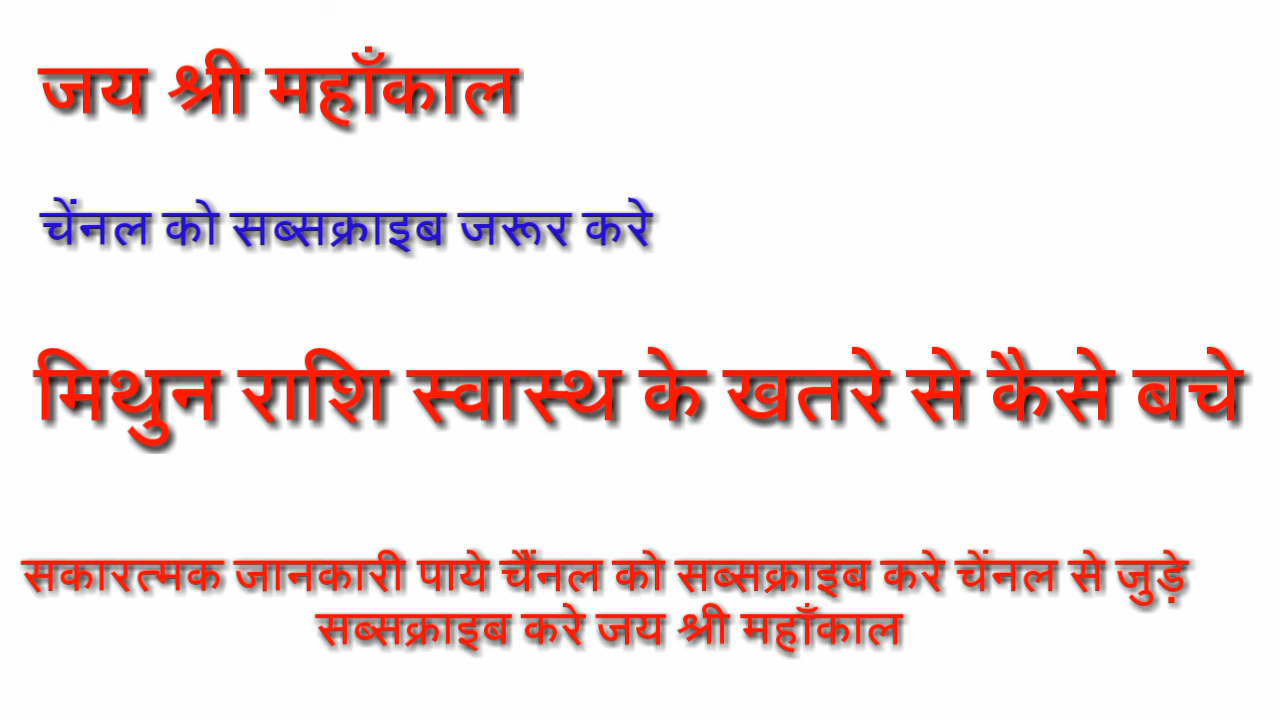 जय श्री महाँकाल
चेंनल को सब्सक्राइब जरूर करे
मिथुन राशि स्वास्थ के खतरे से कैसे बचे
सकारत्मक जानकारी पाये चैंनल को सब्सक्राइब करे चेंनल से जुड़े
सब्सक्राइब करे जय श्री महाँकाल